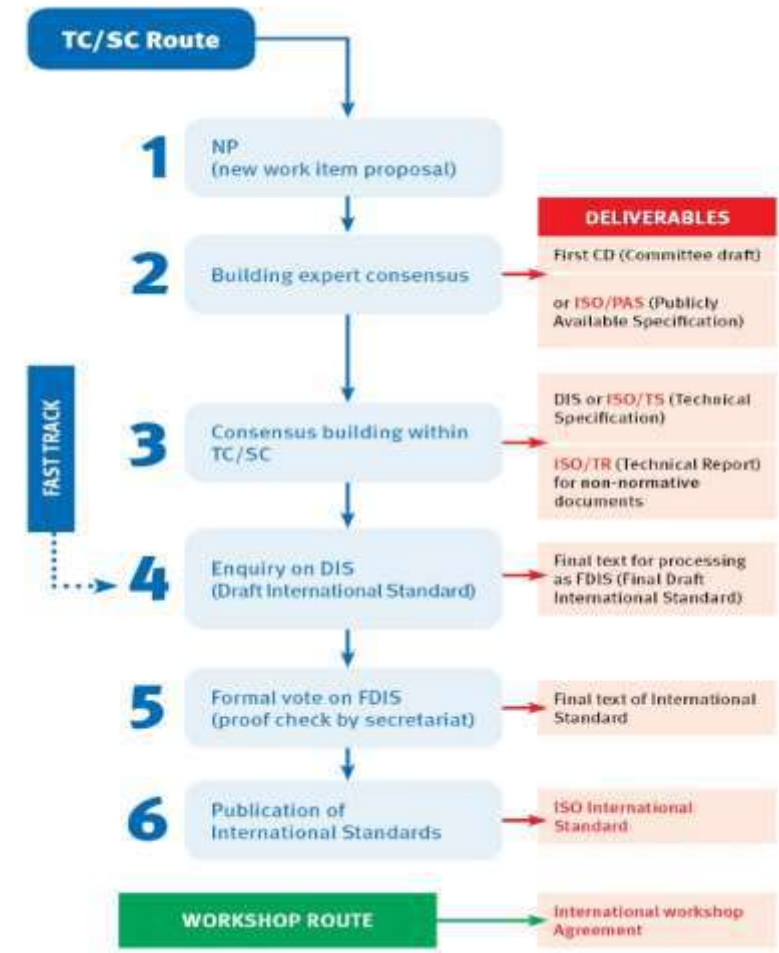 TC/SC Route
1
NP
(new work item proposal)
DELIVERABLES
2
Building expert consensus
First CD (Committee draft)
or ISO/PAS (Publicly
Available Specification)
FAST TRACK
3
Consensus building within
TC/SC
DIS or ISO/TS (Technical
Specification)
ISO/TR (Technical Report)
for non-normative
documents
4
Enquiry on DIS
(Draft International Standard)
Final text for processing
as FDIS (Final Draft
International Standard)
5
Formal vote on FDIS
(proof check by secretariat)
Final text of International
Standard
6
Publication of
International Standards
ISO International
Standard
WORKSHOP ROUTE
International workshop
Agreement